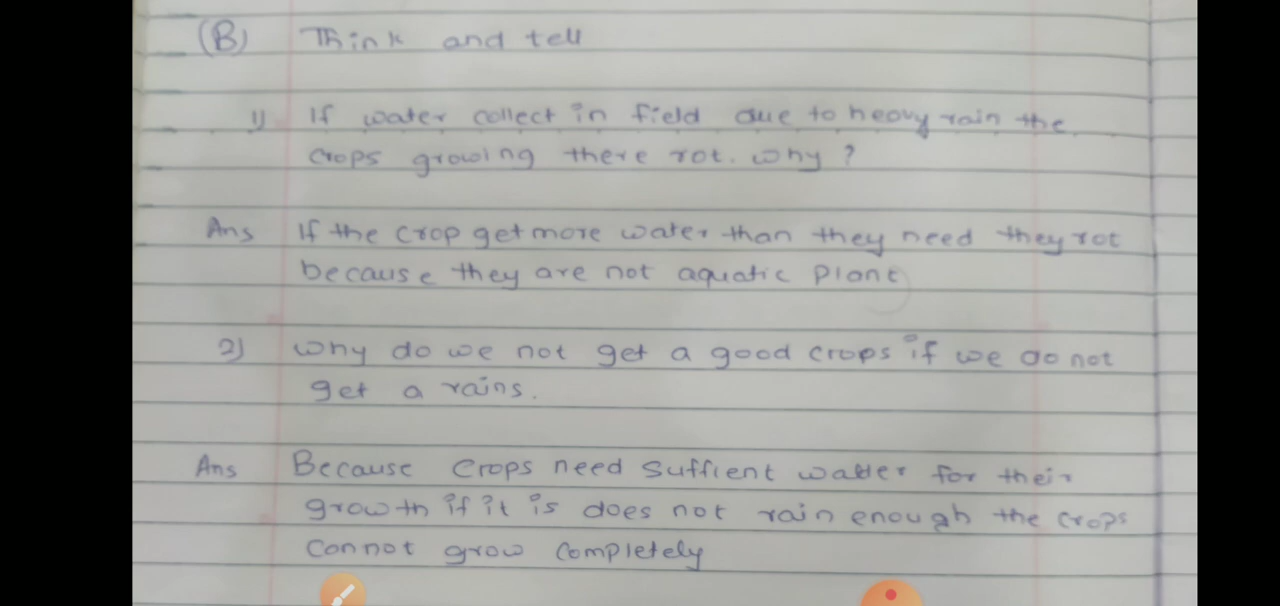 (B) Think and tell
1) If water collect in field due to heavy rain the
crops growing there rot. why ?
Ans If the crop get more water than they need they rot
because they are not aquatic plant
2) why do we not get a good crops if we do not
get a rains.
Ans Because crops need suffient water for their
growth if it is does not rain enough the crops
connot grow completely